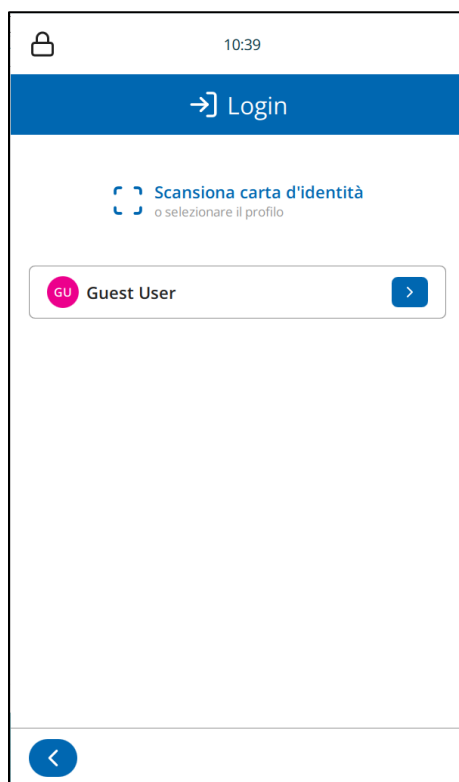 10:39
Login
Scansiona carta d'identità
o selezionare il profilo
GU Guest User